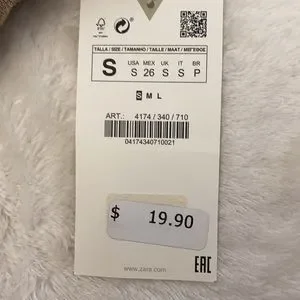 TALLA / SIZE / TAMANHO / TAILLE / MAAT / ΜΕΓΕΘΟΣ
S
EUR USA MEX UK IT BR
S S 26 S S P
S M L
ART.: 4174 / 340 / 710
04174340710021
$ 19.90
www.zara.com
EAC